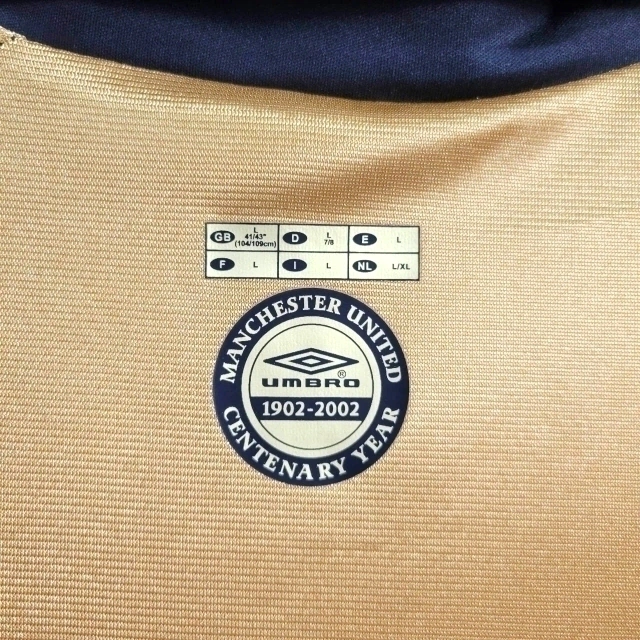 GB L 41/43" (104/109cm) D L 7/8 E L
F L I L NL L/XL
MANCHESTER UNITED
UMBRO®
1902-2002
CENTENARY YEAR